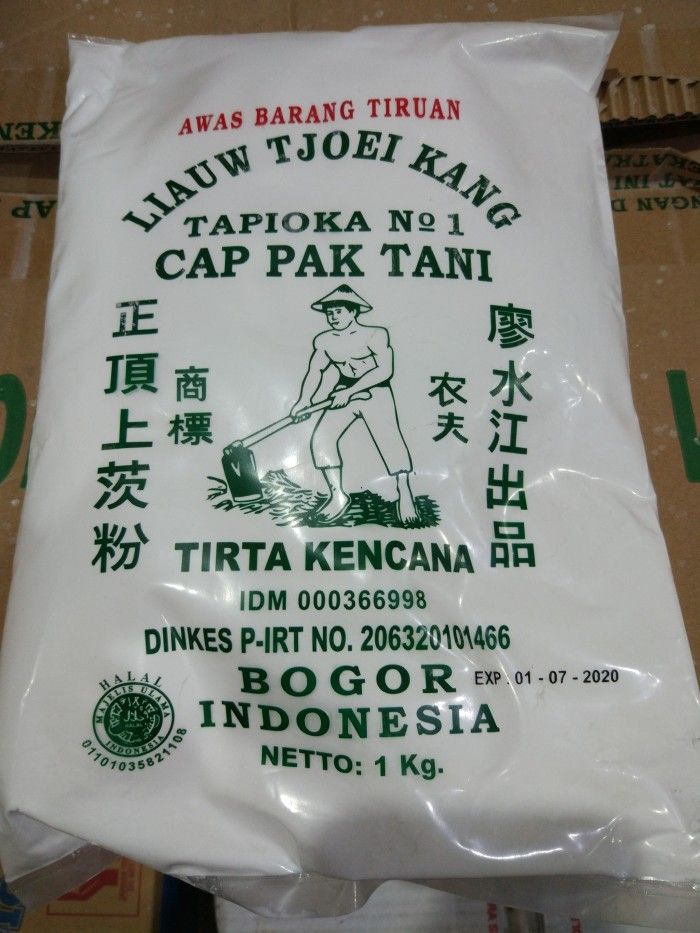 AWAS BARANG TIRUAN
LIAUW TJOEI KANG
TAPIOKA No 1
CAP PAK TANI
正頂上茨粉
商標
农夫
廖水江出品
TIRTA KENCANA
IDM 000366998
DINKES P-IRT NO. 206320101466
BOGOR
EXP . 01 - 07 - 2020
INDONESIA
NETTO: 1 Kg.
HALAL
MAJELIS ULAMA
HALAL
INDONESIA
01101035821108